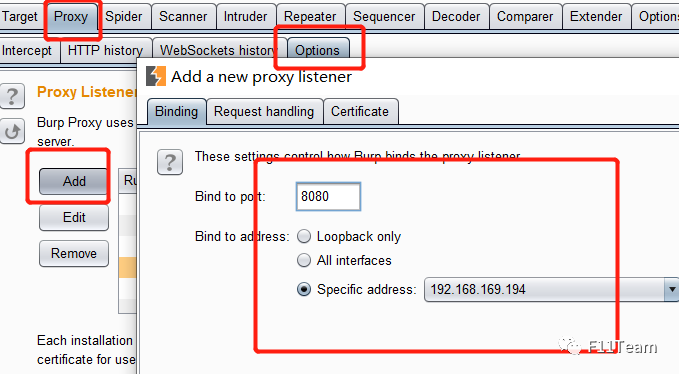 Target Proxy Spider Scanner Intruder Repeater Sequencer Decoder Comparer Extender Option
Intercept HTTP history WebSockets history Options
Add a new proxy listener
Proxy Listene
Binding Request handling Certificate
Burp Proxy uses
server.
These settings control how Burp binds the proxy listener.
Add Ru
Bind to port: 8080
Edit
Bind to address: Loopback only
Remove
All interfaces
Specific address: 192.168.169.194
Each installation
certificate for use
F11Team